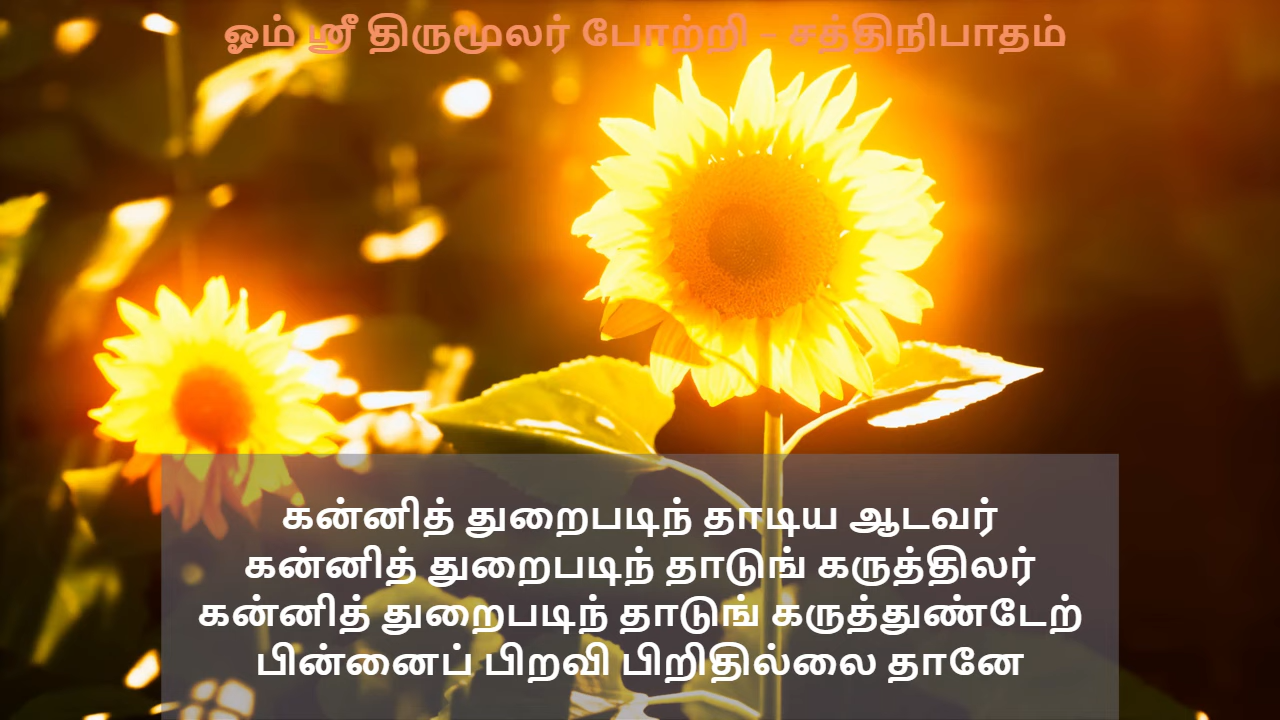 ஓம் ஸ்ரீ திருமூலர் போற்றி – சத்திநிபாதம்
கன்னித் துறைபடிந் தாடிய ஆடவர்
கன்னித் துறைபடிந் தாடுங் கருத்திலர்
கன்னித் துறைபடிந் தாடுங் கருத்துண்டேற்
பின்னைப் பிறவி பிறிதில்லை தானே